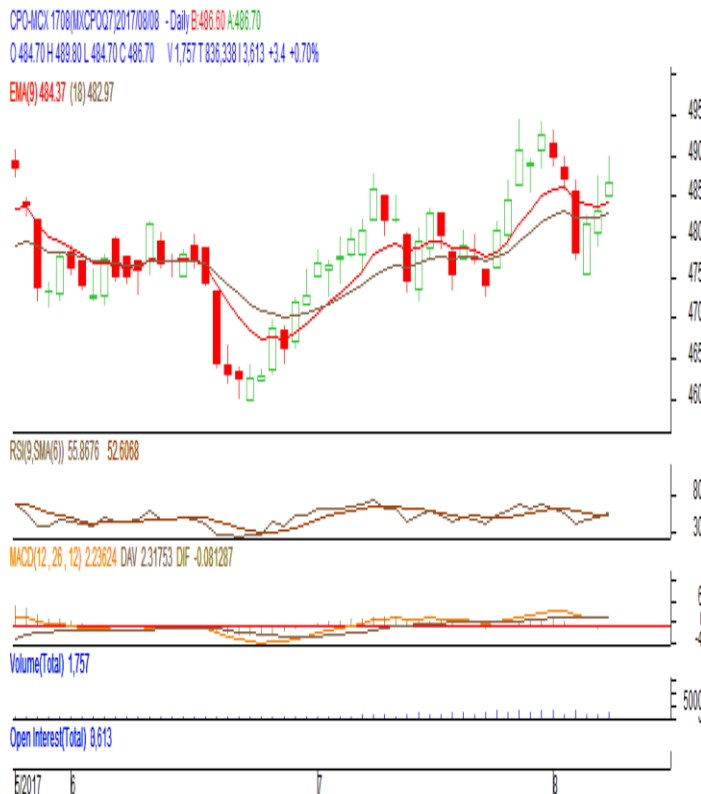 CPO-MCX 1708(MXCPOQ7)2017/08/08 - Daily B:486.60 A:486.70
O 484.70 H 489.80 L 484.70 C 486.70 V 1,757 T 836,338 I 3,613 +3.4 +0.70%
EMA(9) 484.37 (18) 482.97
495
490
485
480
475
470
465
460
RSI(9,SMA(6)) 55.8676 52.6068
80
30
MACD(12, 26, 12) 2.23624 DAV 2.31753 DIF -0.081287
6
-4
Volume(Total) 1,757
5000
Open Interest(Total) 3,613
5/2017 6 7 8